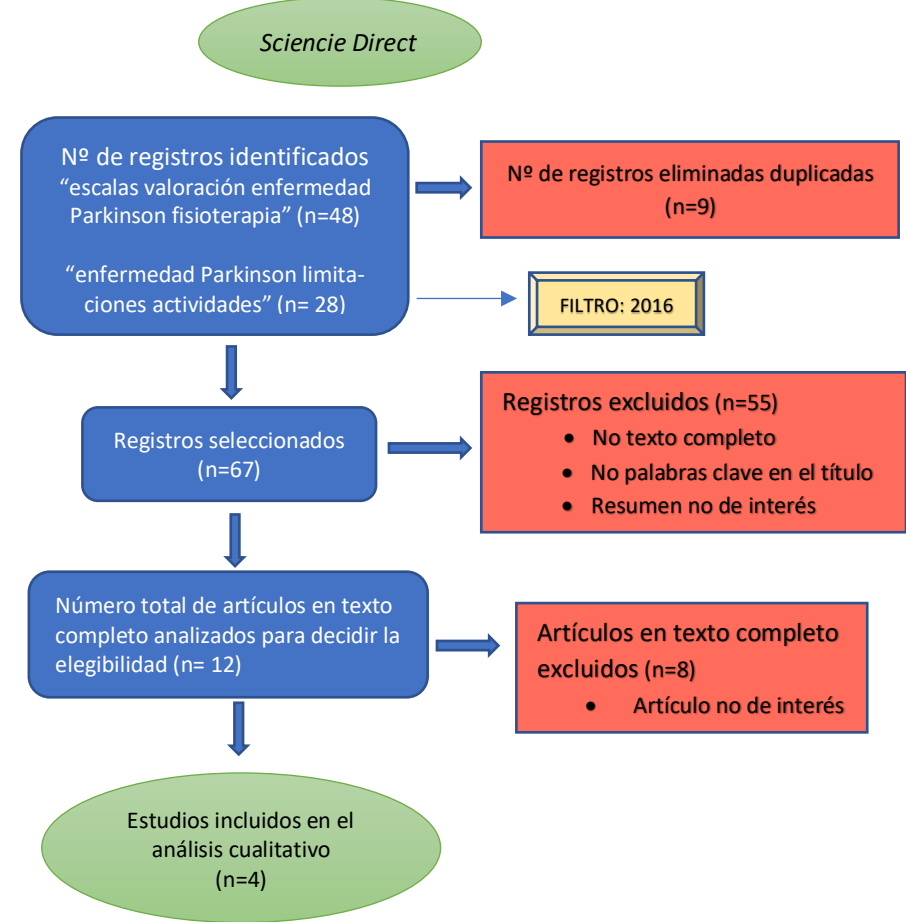 Sciencie Direct
Nº de registros identificados
“escalas valoración enfermedad
Parkinson fisioterapia” (n=48)
“enfermedad Parkinson limita-
ciones actividades” (n= 28)
Nº de registros eliminadas duplicadas
(n=9)
FILTRO: 2016
Registros seleccionados
(n=67)
Registros excluidos (n=55)
• No texto completo
• No palabras clave en el título
• Resumen no de interés
Número total de artículos en texto
completo analizados para decidir la
elegibilidad (n= 12)
Artículos en texto completo
excluidos (n=8)
• Artículo no de interés
Estudios incluidos en el
análisis cualitativo
(n=4)